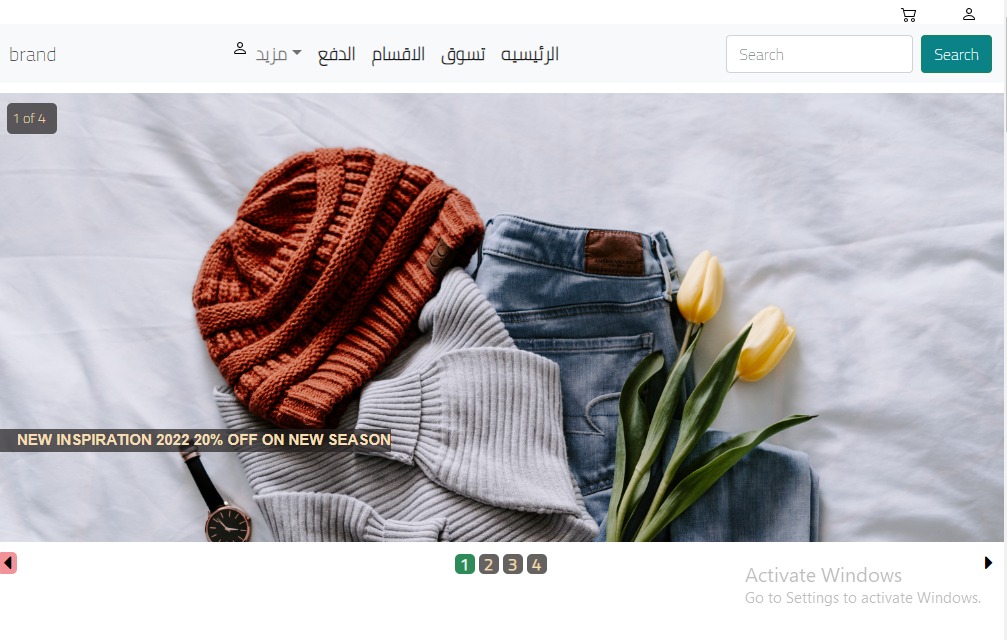 brand
الرئيسيه تسوق الاقسام الدفع مزيد
Search
Search
1 of 4
NEW INSPIRATION 2022 20% OFF ON NEW SEASON
1 2 3 4
Activate Windows
Go to Settings to activate Windows.